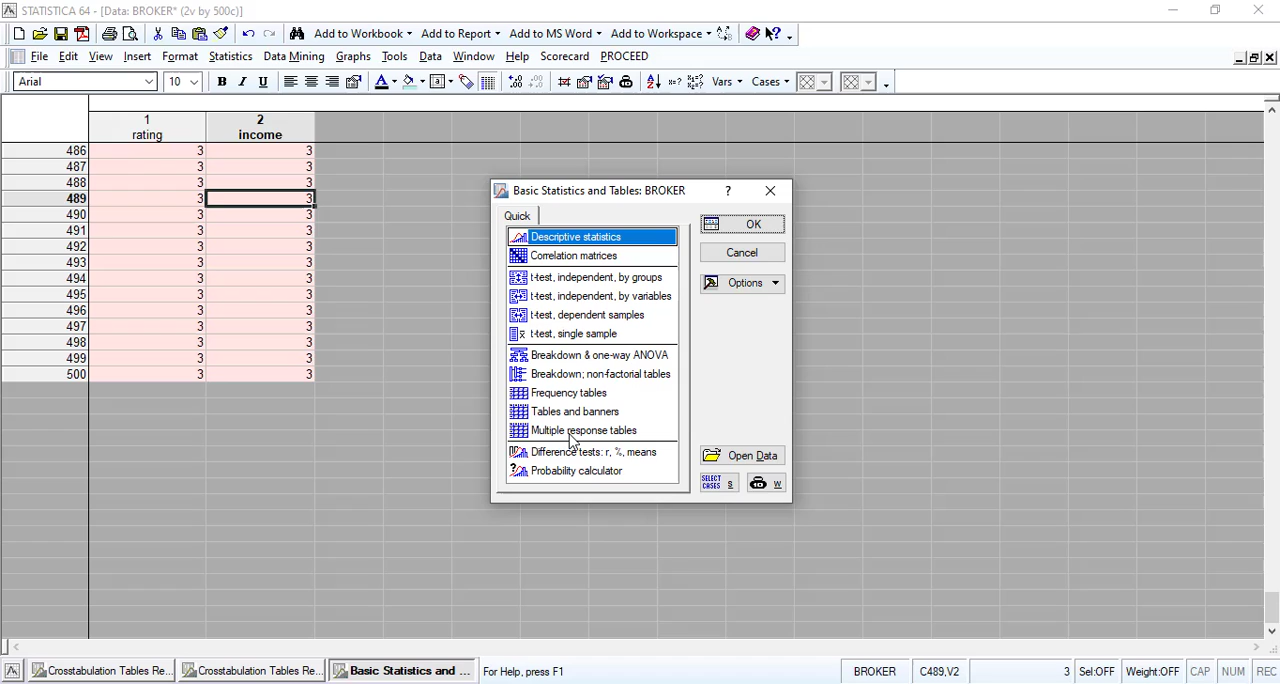 STATISTICA 64 - [Data: BROKER* (2v by 500c)]
Add to Workbook Add to Report Add to MS Word Add to Workspace
File Edit View Insert Format Statistics Data Mining Graphs Tools Data Window Help Scorecard PROCEED
Arial 10 B I U Vars Cases
1 2
rating income
486 3 3
487 3 3
488 3 3
489 3 3
490 3 3
491 3 3
492 3 3
493 3 3
494 3 3
495 3 3
496 3 3
497 3 3
498 3 3
499 3 3
500 3 3
Basic Statistics and Tables: BROKER ?
Quick
Descriptive statistics
Correlation matrices
t-test, independent, by groups
t-test, independent, by variables
t-test, dependent samples
t-test, single sample
Breakdown & one-way ANOVA
Breakdown; non-factorial tables
Frequency tables
Tables and banners
Multiple response tables
Difference tests: r, %, means
Probability calculator
OK
Cancel
Options
Open Data
SELECT CASES S W
Crosstabulation Tables Re... Crosstabulation Tables Re... Basic Statistics and ... For Help, press F1 BROKER C489,V2 3 Sel:OFF Weight:OFF CAP NUM REC